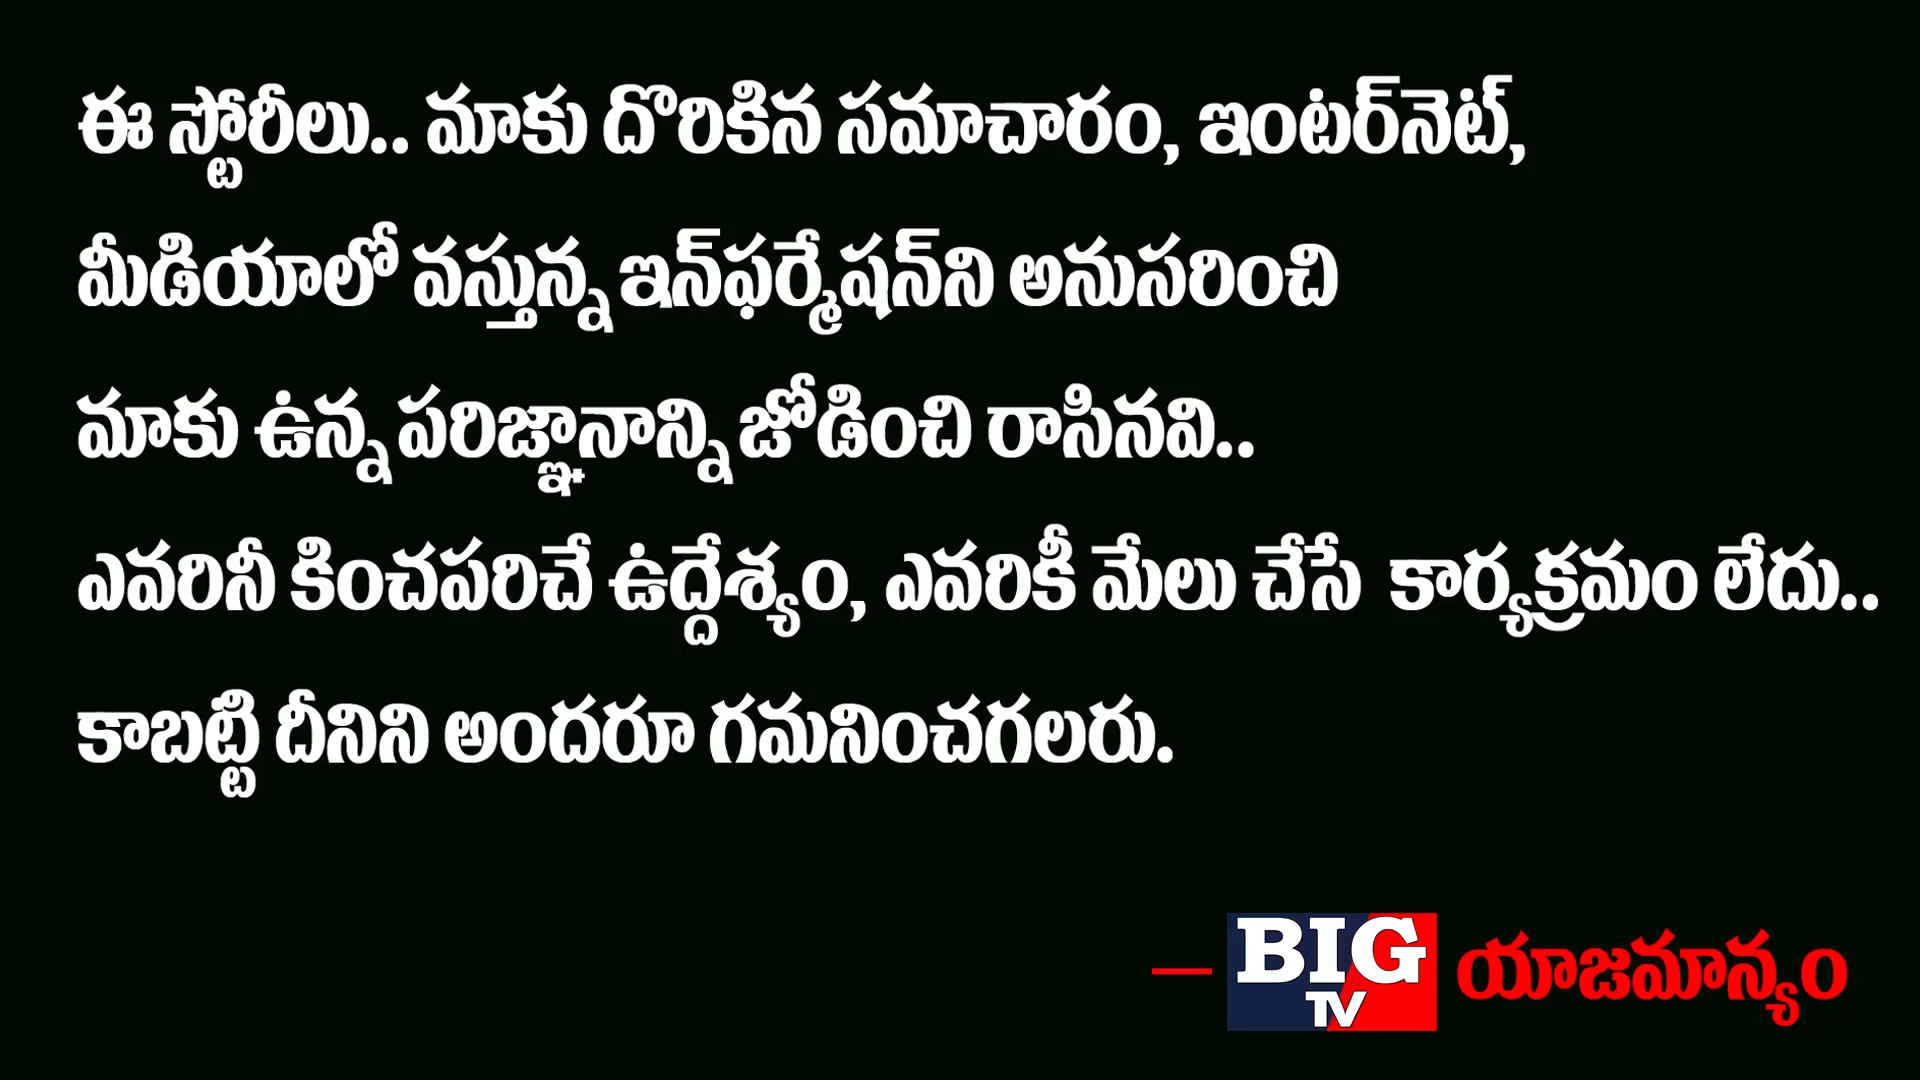 ఈ స్టోరీలు.. మాకు దొరికిన సమాచారం, ఇంటర్‌నెట్,
మీడియాలో వస్తున్న ఇన్‌ఫర్మేషన్‌ని అనుసరించి
మాకు ఉన్న పరిజ్ఞానాన్ని జోడించి రాసినవి..
ఎవరినీ కించపరిచే ఉద్దేశ్యం, ఎవరికీ మేలు చేసే కార్యక్రమం లేదు..
కాబట్టి దీనిని అందరూ గమనించగలరు.
— BIG TV యాజమాన్యం